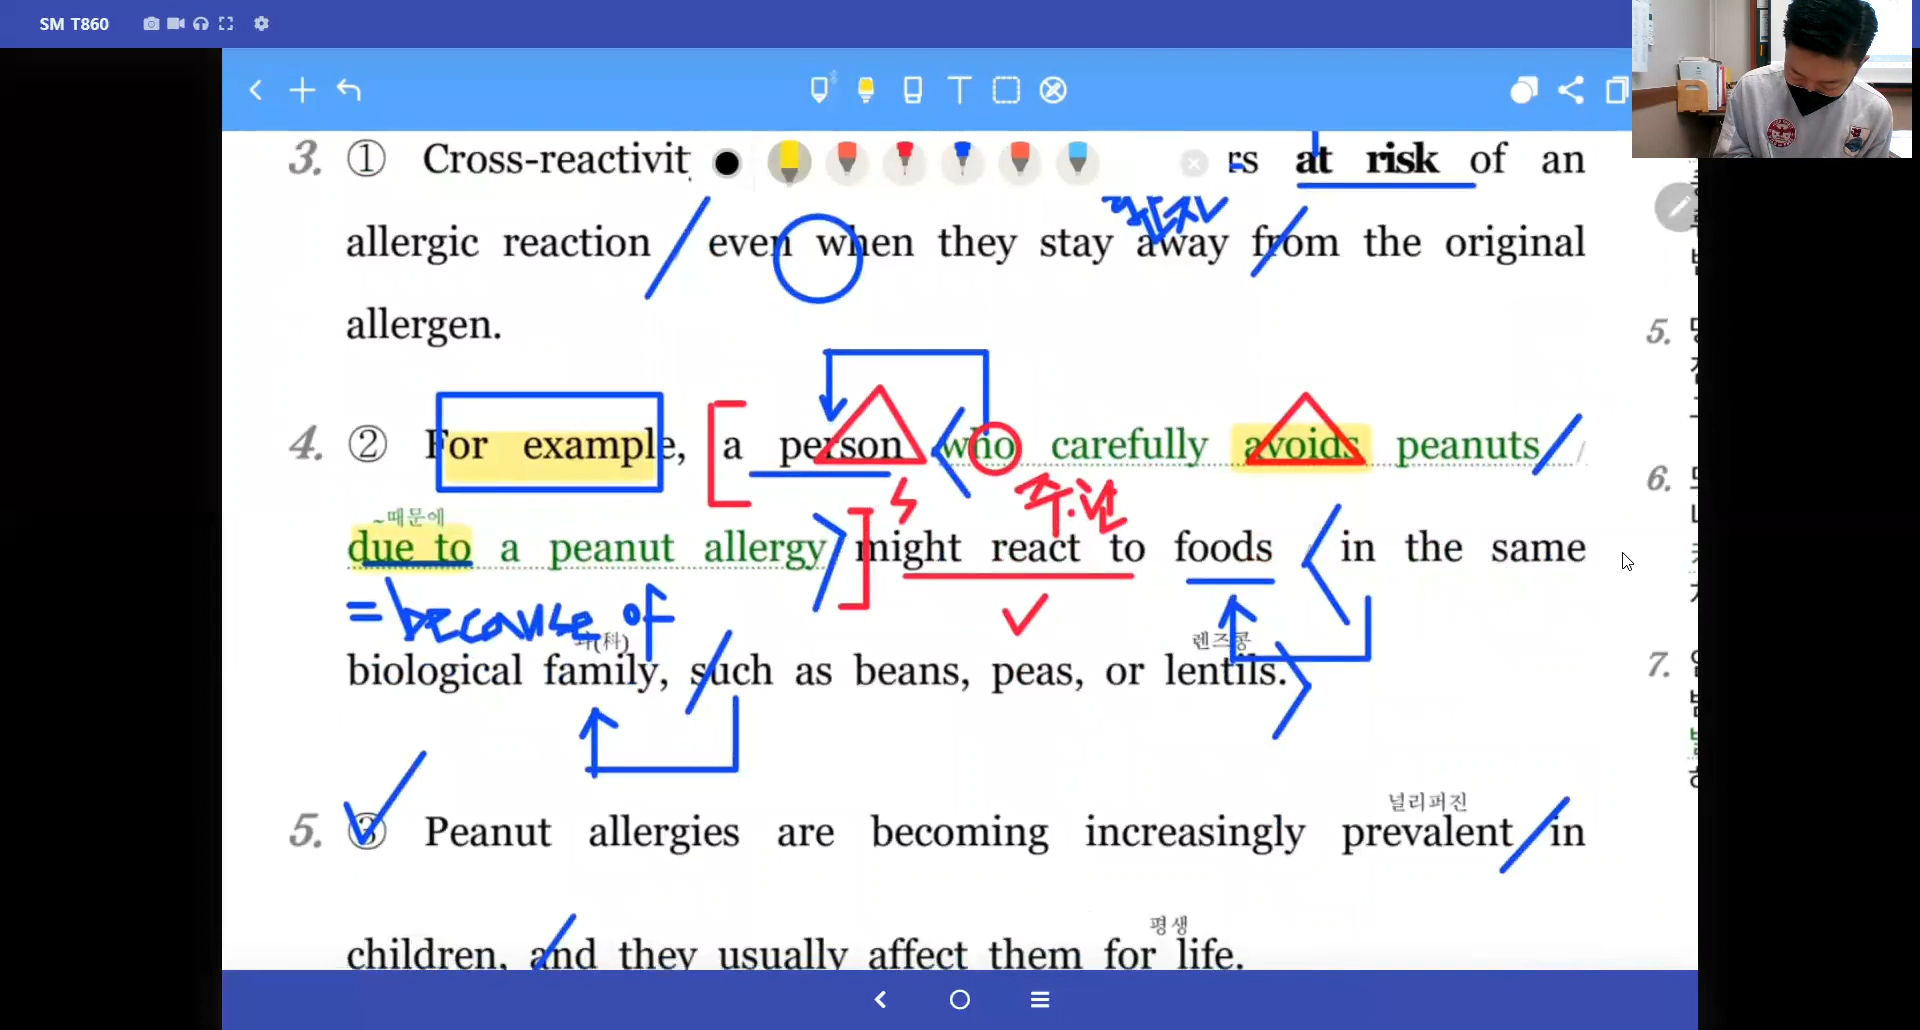 SM T860
3. ① Cross-reactivit rs at risk of an
allergic reaction even when they stay away from the original
allergen.
4. ② For example, a person who carefully avoids peanuts
주.관
~때문에
due to a peanut allergy might react to foods in the same
= because of
과(科) 렌즈콩
biological family, such as beans, peas, or lentils.
널리퍼진
5. ③ Peanut allergies are becoming increasingly prevalent in
평생
children, and they usually affect them for life.
5.
6.
7.